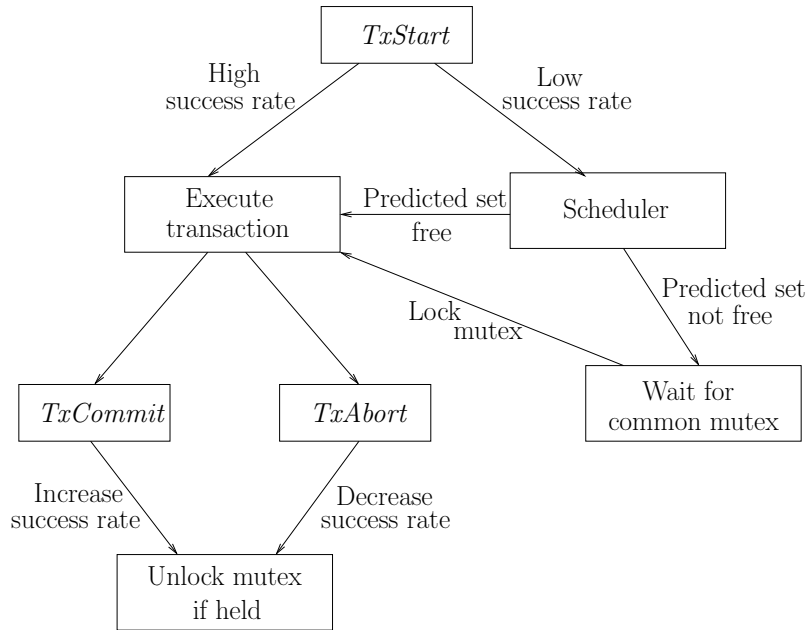 TxStart
High
success rate
Low
success rate
Execute
transaction
Predicted set
free
Scheduler
Lock
mutex
Predicted set
not free
Wait for
common mutex
TxCommit
TxAbort
Increase
success rate
Decrease
success rate
Unlock mutex
if held